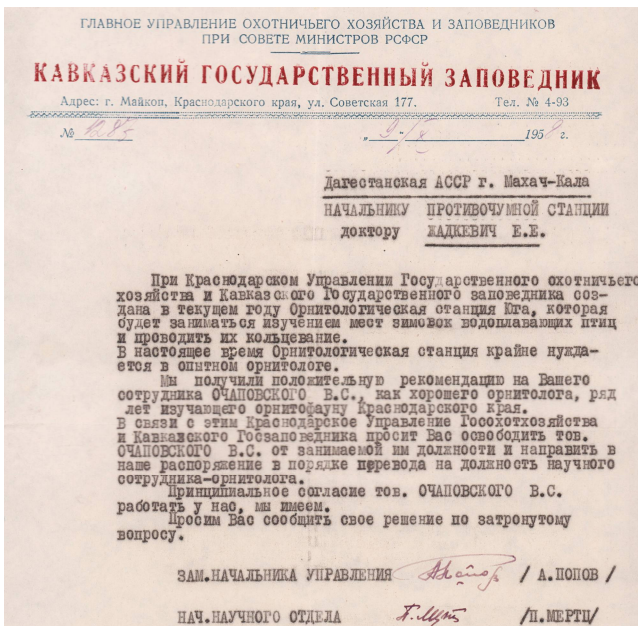 ГЛАВНОЕ УПРАВЛЕНИЕ ОХОТНИЧЬЕГО ХОЗЯЙСТВА И ЗАПОВЕДНИКОВ
ПРИ СОВЕТЕ МИНИСТРОВ РСФСР
КАВКАЗСКИЙ ГОСУДАРСТВЕННЫЙ ЗАПОВЕДНИК
Адрес: г. Майкоп, Краснодарского края, ул. Советская 177. Тел. № 4-93
№ „ 9 " 1958 г.
Дагестанская АССР г. Махач-Кала
НАЧАЛЬНИКУ ПРОТИВОЧУМНОЙ СТАНЦИИ
доктору ЖАДКЕВИЧ Е.Е.
При Краснодарском Управлении Государственного охотничьего
хозяйства и Кавказского Государственного заповедника соз-
дана в текущем году Орнитологическая станция Юга, которая
будет заниматься изучением мест зимовок водоплавающих птиц
и проводить их кольцевание.
В настоящее время Орнитологическая станция крайне нужда-
ется в опытном орнитологе.
Мы получили положительную рекомендацию на Вашего
сотрудника ОЧАПОВСКОГО В.С., как хорошего орнитолога, ряд
лет изучающего орнитофауну Краснодарского края.
В связи с этим Краснодарское Управление Госохотхозяйства
и Кавказского Госзаповедника просит Вас освободить тов.
ОЧАПОВСКОГО В.С. от занимаемой им должности и направить в
наше распоряжение в порядке перевода на должность научного
сотрудника-орнитолога.
Принципиальное согласие тов. ОЧАПОВСКОГО В.С.
работать у нас, мы имеем.
Просим Вас сообщить свое решение по затронутому
вопросу.
ЗАМ.НАЧАЛЬНИКА УПРАВЛЕНИЯ / А.ПОПОВ /
НАЧ.НАУЧНОГО ОТДЕЛА /П.МЕРТЦ/